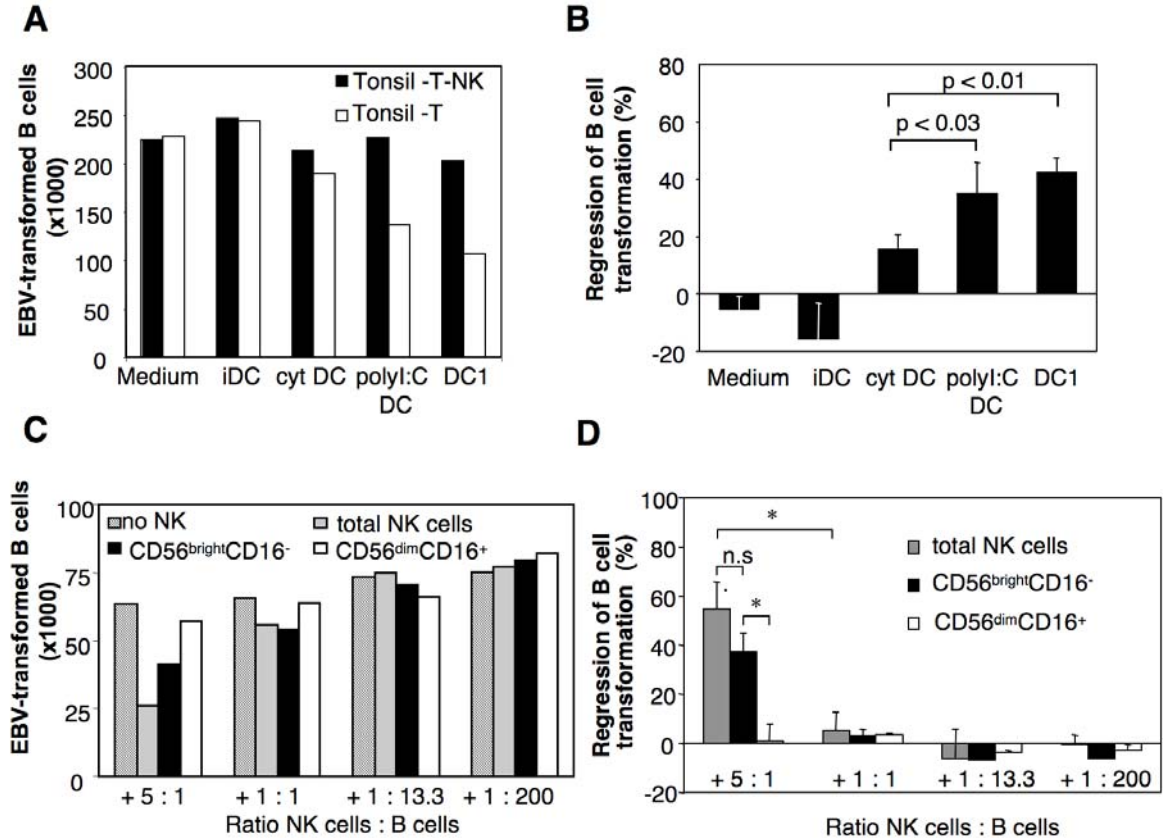 A
EBV-transformed B cells
(x1000)
300
250
200
150
100
50
0
Tonsil -T-NK
Tonsil -T
Medium iDC cyt DC polyI:C DC1
DC
B
Regression of B cell
transformation (%)
80
60
40
20
0
-20
p < 0.01
p < 0.03
Medium iDC cyt DC polyI:C DC1
DC
C
EBV-transformed B cells
(x1000)
100
75
50
25
0
no NK total NK cells
CD56brightCD16- CD56dimCD16+
+ 5 : 1 + 1 : 1 + 1 : 13.3 + 1 : 200
Ratio NK cells : B cells
D
Regression of B cell
transformation (%)
100
80
60
40
20
0
-20
*
n.s
*
total NK cells
CD56brightCD16-
CD56dimCD16+
+ 5 : 1 + 1 : 1 + 1 : 13.3 + 1 : 200
Ratio NK cells : B cells